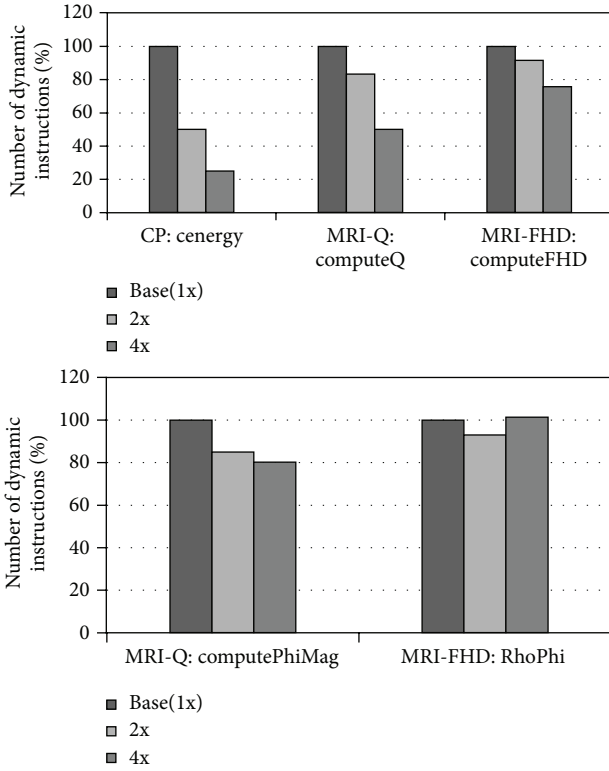 Number of dynamic
instructions (%)
120
100
80
60
40
20
0
CP: cenergy
MRI-Q:
computeQ
MRI-FHD:
computeFHD
Base(1x)
2x
4x
Number of dynamic
instructions (%)
120
100
80
60
40
20
0
MRI-Q: computePhiMag
MRI-FHD: RhoPhi
Base(1x)
2x
4x